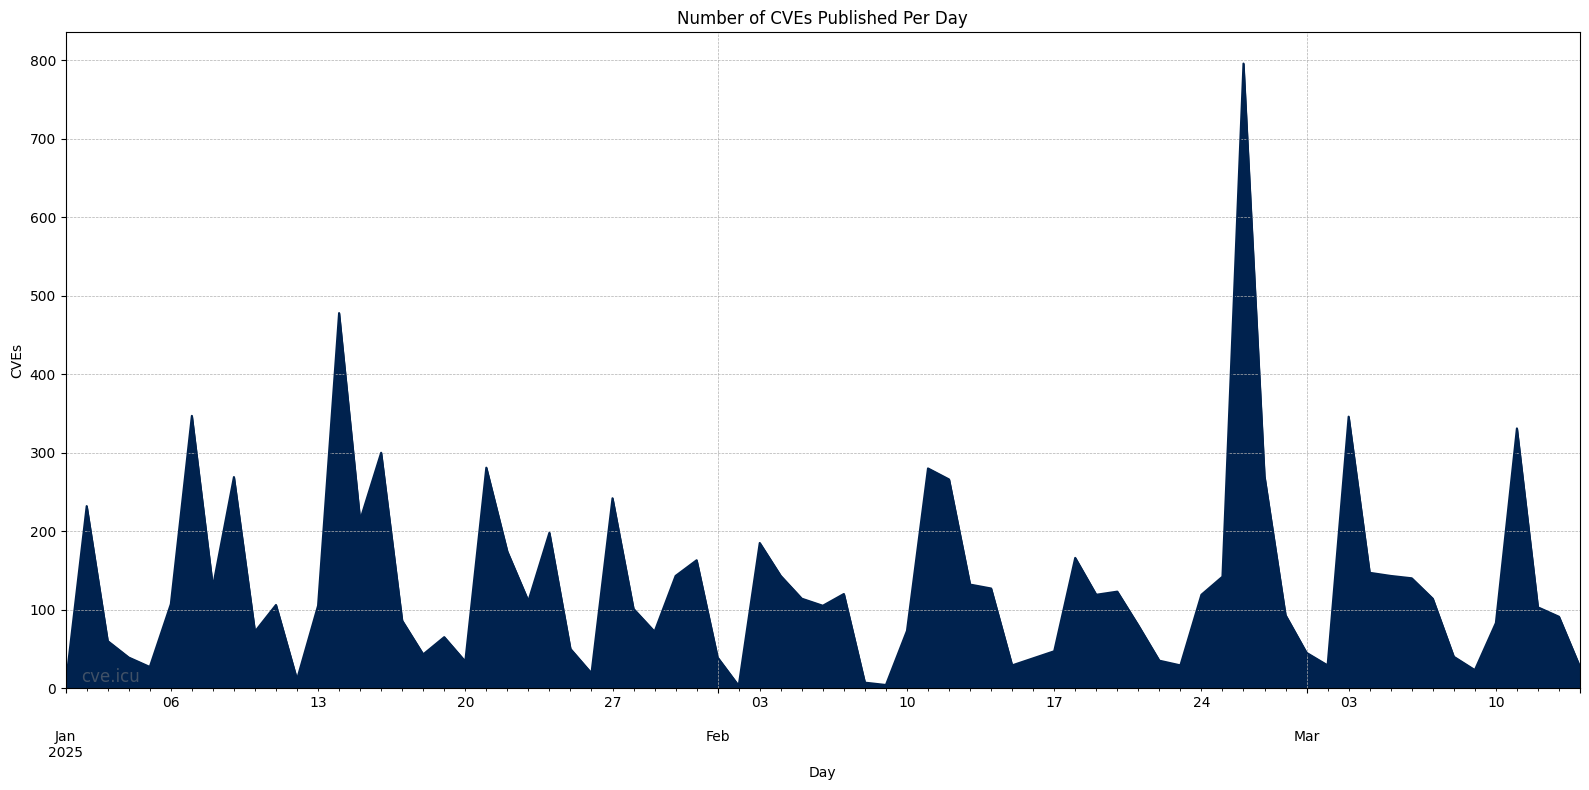 Number of CVEs Published Per Day
800
700
600
500
400
300
200
100
0
CVEs
cve.icu
06 13 20 27 03 10 17 24 03 10
Jan Feb Mar
2025
Day